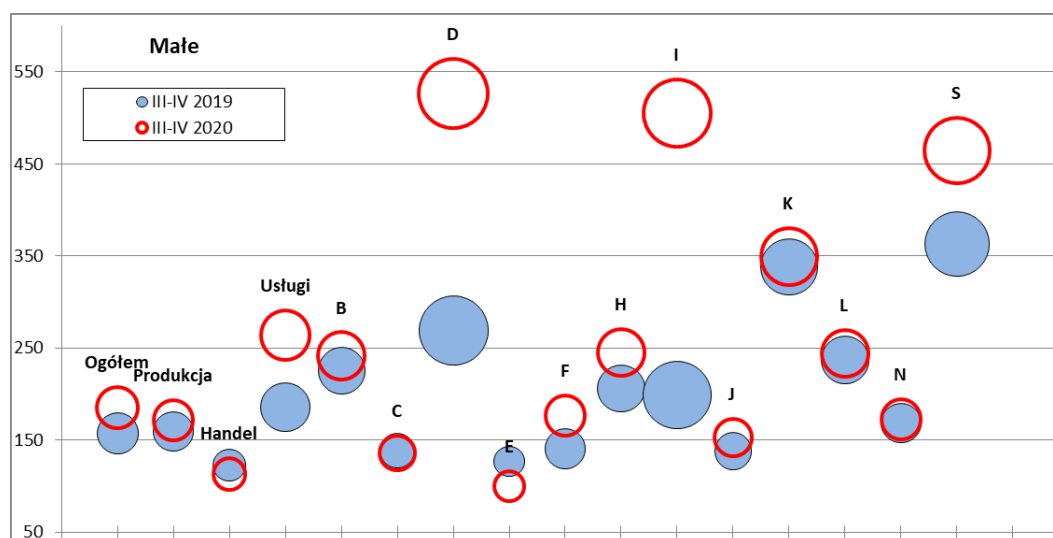 Małe
III-IV 2019
III-IV 2020
550
450
350
250
150
50
Ogółem
Produkcja
Handel
Usługi
B
C
D
E
F
H
I
J
K
L
N
S